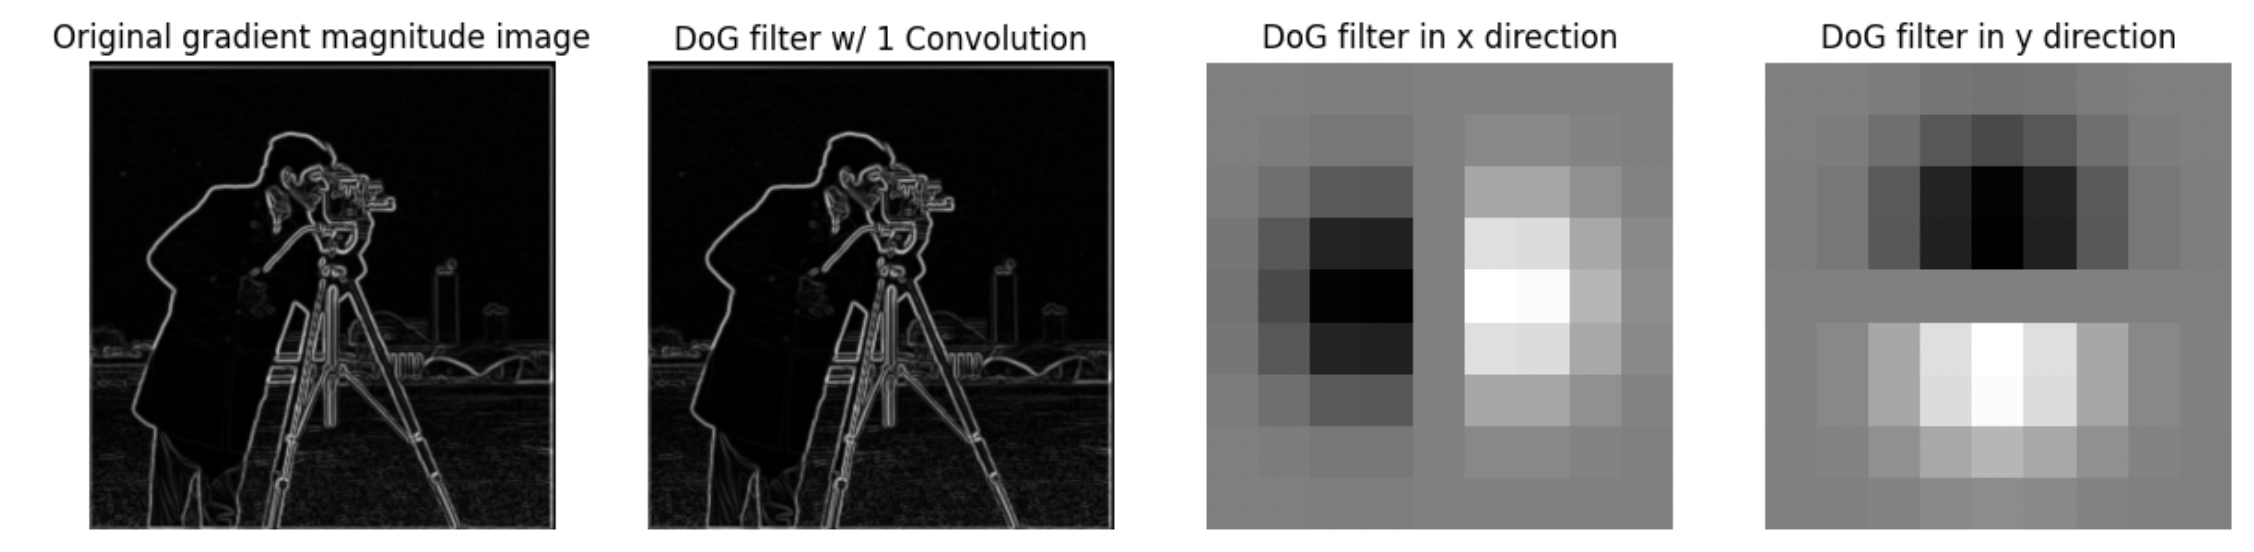 Original gradient magnitude image
DoG filter w/ 1 Convolution
DoG filter in x direction
DoG filter in y direction